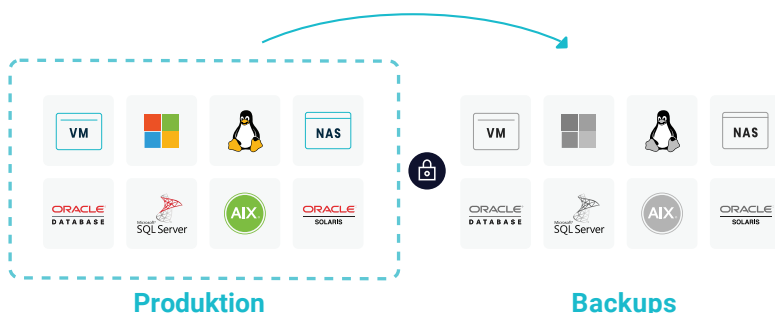 VM
NAS
VM
NAS
ORACLE
DATABASE
Microsoft
SQL Server
AIX
ORACLE
SOLARIS
ORACLE
DATABASE
Microsoft
SQL Server
AIX
ORACLE
SOLARIS
Produktion
Backups